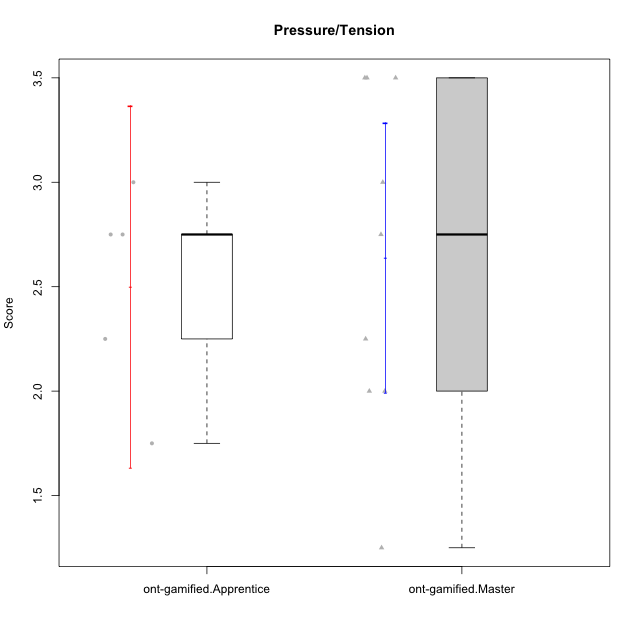 Pressure/Tension
3.5
3.0
2.5
2.0
1.5
Score
ont-gamified.Apprentice
ont-gamified.Master